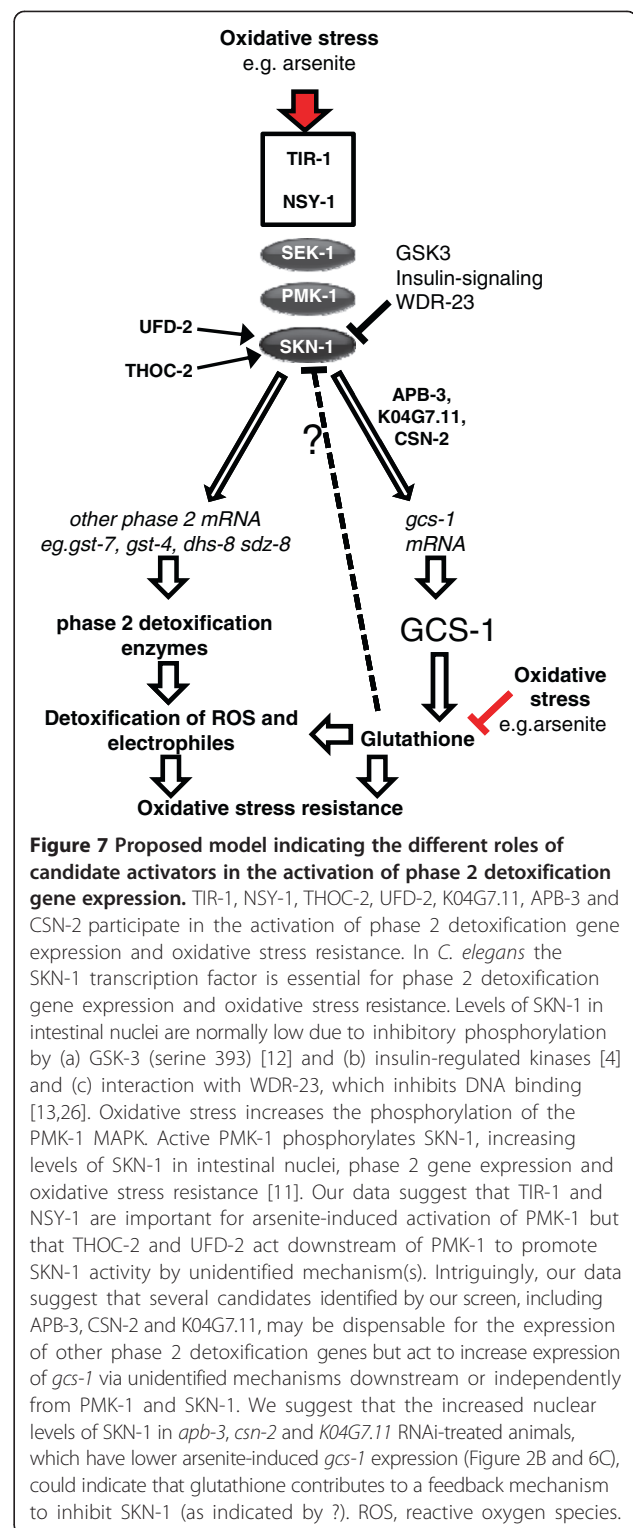 Oxidative stress
e.g. arsenite
TIR-1
NSY-1
SEK-1
GSK3
Insulin-signaling
PMK-1
WDR-23
UFD-2
SKN-1
THOC-2
APB-3,
K04G7.11,
CSN-2
?
other phase 2 mRNA
eg.gst-7, gst-4, dhs-8 sdz-8
gcs-1
mRNA
phase 2 detoxification
enzymes
GCS-1
Oxidative
stress
e.g.arsenite
Detoxification of ROS and
electrophiles
Glutathione
Oxidative stress resistance
Figure 7 Proposed model indicating the different roles of
candidate activators in the activation of phase 2 detoxification
gene expression. TIR-1, NSY-1, THOC-2, UFD-2, K04G7.11, APB-3 and
CSN-2 participate in the activation of phase 2 detoxification gene
expression and oxidative stress resistance. In C. elegans the
SKN-1 transcription factor is essential for phase 2 detoxification
gene expression and oxidative stress resistance. Levels of SKN-1 in
intestinal nuclei are normally low due to inhibitory phosphorylation
by (a) GSK-3 (serine 393) [12] and (b) insulin-regulated kinases [4]
and (c) interaction with WDR-23, which inhibits DNA binding
[13,26]. Oxidative stress increases the phosphorylation of the
PMK-1 MAPK. Active PMK-1 phosphorylates SKN-1, increasing
levels of SKN-1 in intestinal nuclei, phase 2 gene expression and
oxidative stress resistance [11]. Our data suggest that TIR-1 and
NSY-1 are important for arsenite-induced activation of PMK-1 but
that THOC-2 and UFD-2 act downstream of PMK-1 to promote
SKN-1 activity by unidentified mechanism(s). Intriguingly, our data
suggest that several candidates identified by our screen, including
APB-3, CSN-2 and K04G7.11, may be dispensable for the expression
of other phase 2 detoxification genes but act to increase expression
of gcs-1 via unidentified mechanisms downstream or independently
from PMK-1 and SKN-1. We suggest that the increased nuclear
levels of SKN-1 in apb-3, csn-2 and K04G7.11 RNAi-treated animals,
which have lower arsenite-induced gcs-1 expression (Figure 2B and 6C),
could indicate that glutathione contributes to a feedback mechanism
to inhibit SKN-1 (as indicated by ?). ROS, reactive oxygen species.